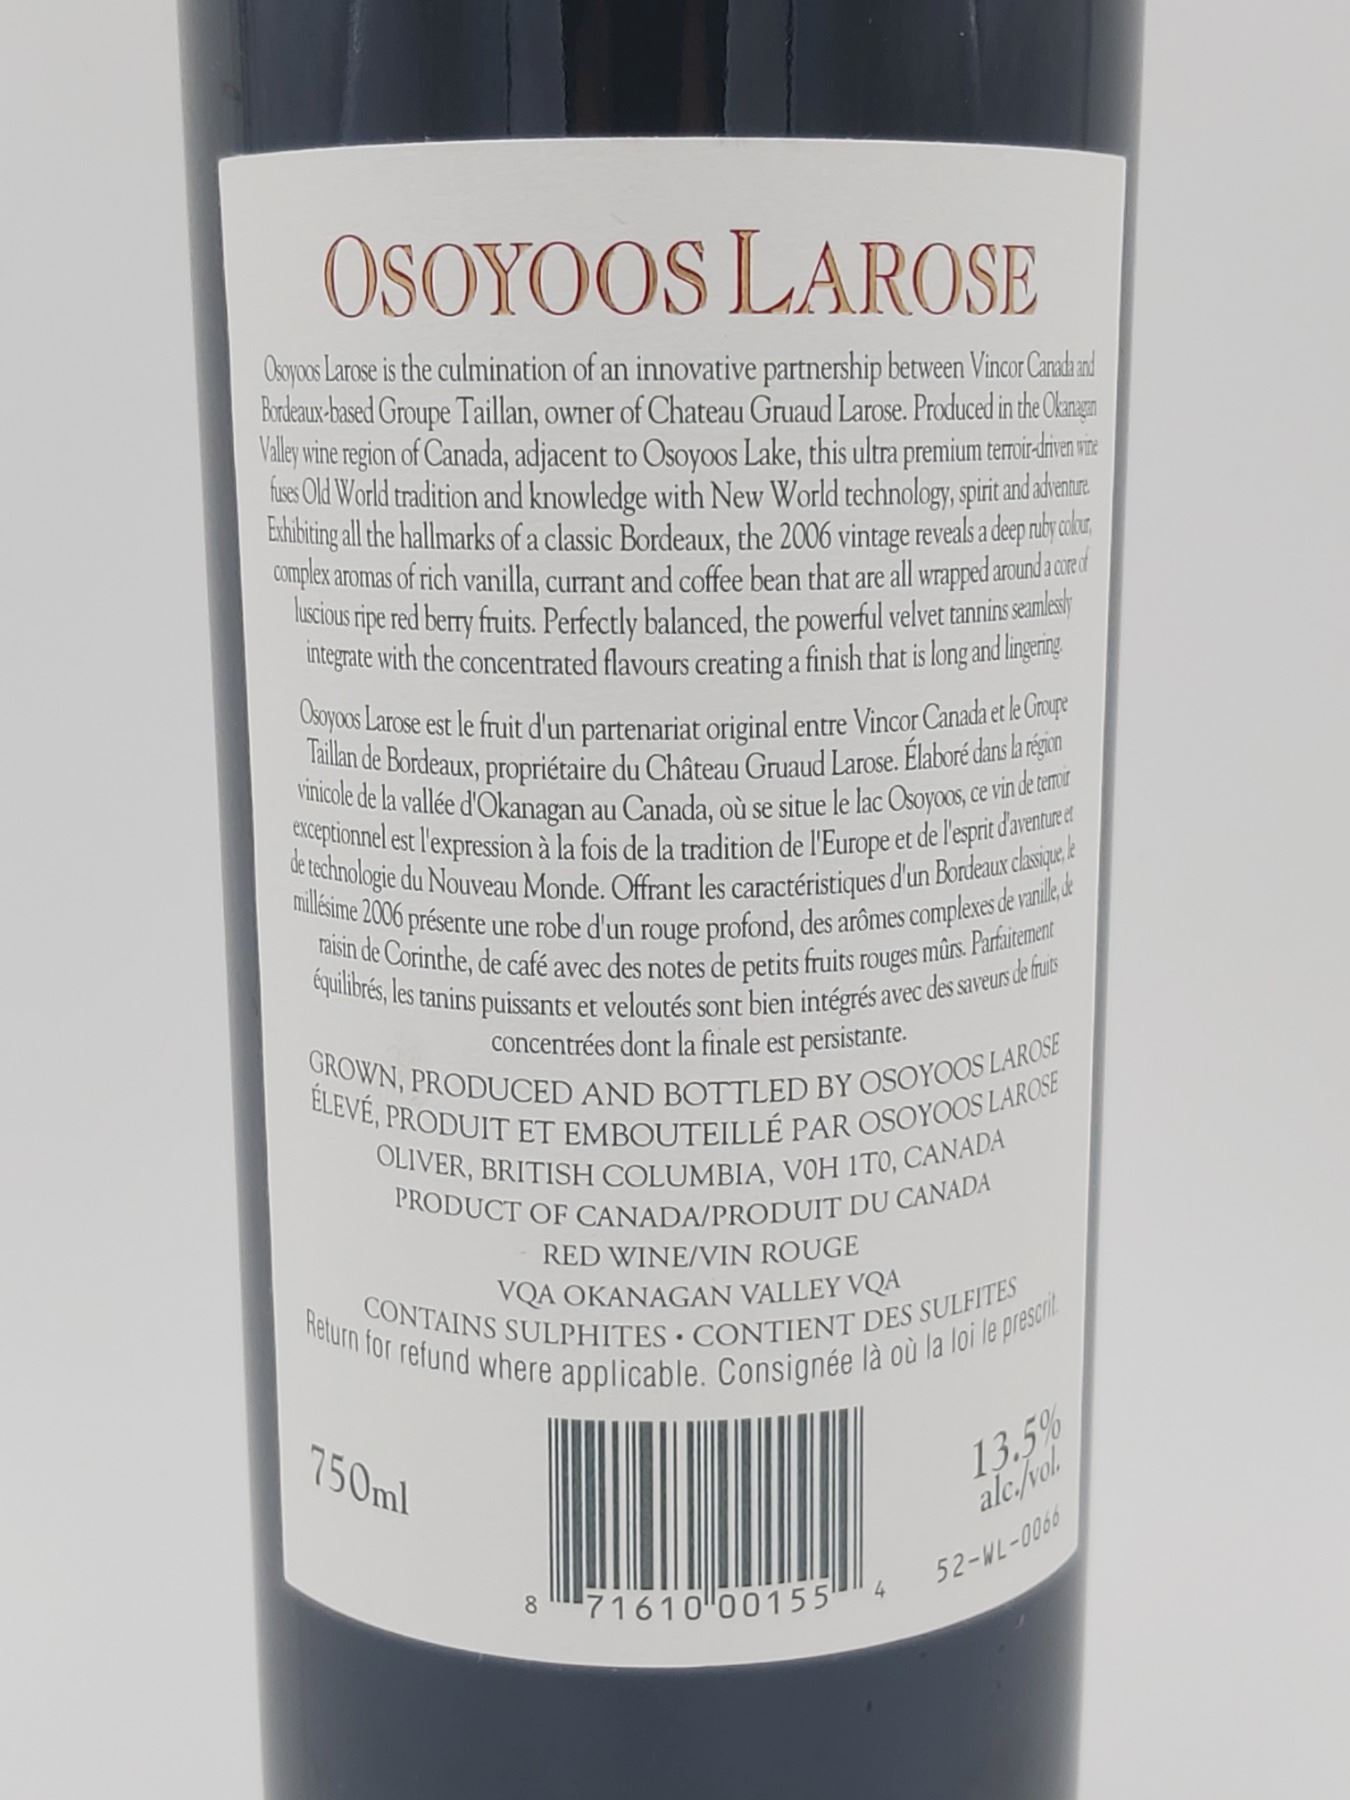 OSOYOOS LAROSE
Osoyoos Larose is the culmination of an innovative partnership between Vincor Canada and
Bordeaux-based Groupe Taillan, owner of Chateau Gruaud Larose. Produced in the Okanagan
Valley wine region of Canada, adjacent to Osoyoos Lake, this ultra premium terroir-driven wine
fuses Old World tradition and knowledge with New World technology, spirit and adventure.
Exhibiting all the hallmarks of a classic Bordeaux, the 2006 vintage reveals a deep ruby colour,
complex aromas of rich vanilla, currant and coffee bean that are all wrapped around a core of
luscious ripe red berry fruits. Perfectly balanced, the powerful velvet tannins seamlessly
integrate with the concentrated flavours creating a finish that is long and lingering.
Osoyoos Larose est le fruit d'un partenariat original entre Vincor Canada et le Groupe
Taillan de Bordeaux, propriétaire du Château Gruaud Larose. Élaboré dans la région
vinicole de la vallée d'Okanagan au Canada, où se situe le lac Osoyoos, ce vin de terroir
exceptionnel est l'expression à la fois de la tradition de l'Europe et de l'esprit d'aventure et
de technologie du Nouveau Monde. Offrant les caractéristiques d'un Bordeaux classique, le
millésime 2006 présente une robe d'un rouge profond, des arômes complexes de vanille, de
raisin de Corinthe, de café avec des notes de petits fruits rouges mûrs. Parfaitement
équilibrés, les tanins puissants et veloutés sont bien intégrés avec des saveurs de fruits
concentrées dont la finale est persistante.
GROWN, PRODUCED AND BOTTLED BY OSOYOOS LAROSE
ÉLEVÉ, PRODUIT ET EMBOUTEILLÉ PAR OSOYOOS LAROSE
OLIVER, BRITISH COLUMBIA, V0H 1T0, CANADA
PRODUCT OF CANADA/PRODUIT DU CANADA
RED WINE/VIN ROUGE
VQA OKANAGAN VALLEY VQA
CONTAINS SULPHITES • CONTIENT DES SULFITES
Return for refund where applicable. Consignée là où la loi le prescrit.
750ml
13.5%
alc./vol.
52-WL-0066
8 71610 00155 4